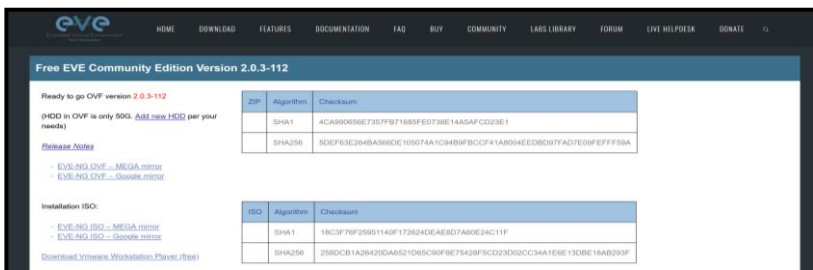 eve
HOME DOWNLOAD FEATURES DOCUMENTATION FAQ BUY COMMUNITY LABS LIBRARY FORUM LIVE HELPDESK DONATE
Free EVE Community Edition Version 2.0.3-112
Ready to go OVF version 2.0.3-112
(HDD in OVF is only 50G. Add new HDD per your
needs)
Release Notes
EVE-NG OVF – MEGA mirror
EVE-NG OVF – Google mirror
ZIP Algorithm Checksum
SHA1 4CA990656E7357FB71685FE0738E14A5AFCD23E1
SHA256 5DEF63E264BA566DE105074A1C94B9FBCCF41A8004EEDBD97FAD7E09FEFFF59A
Installation ISO:
EVE-NG ISO – MEGA mirror
EVE-NG ISO – Google mirror
Download Vmware Workstation Player (free)
ISO Algorithm Checksum
SHA1 18C3F76F25951140F172624DEAE8D7A60E24C11F
SHA256 258DCB1A26420DA6521D65C90F8E75428F5CD23D02CC34A1E6E13DBE18AB293F